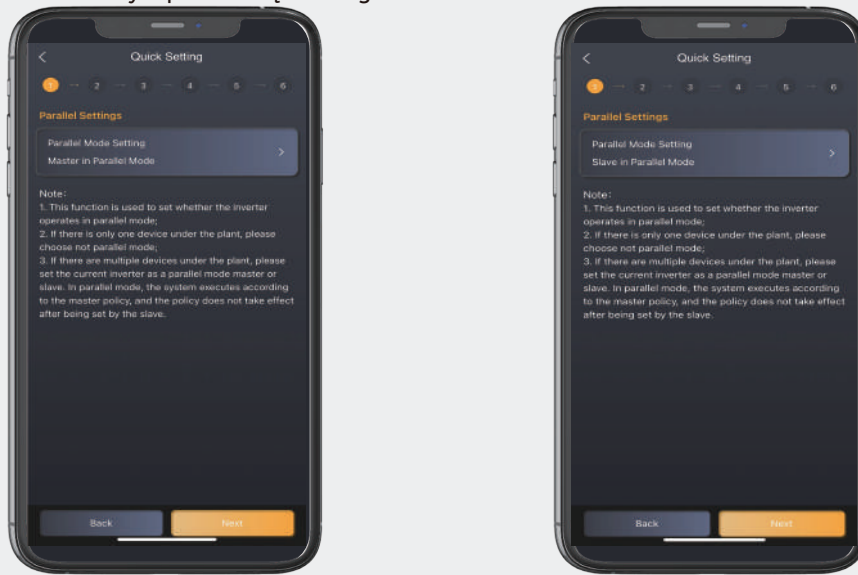 Quick Setting
1 2 3 4 5 6
Parallel Settings
Parallel Mode Setting
Master in Parallel Mode
Note:
1. This function is used to set whether the inverter
operates in parallel mode;
2. If there is only one device under the plant, please
choose not parallel mode;
3. If there are multiple devices under the plant, please
set the current inverter as a parallel mode master or
slave. In parallel mode, the system executes according
to the master policy, and the policy does not take effect
after being set by the slave.
Back Next
Quick Setting
1 2 3 4 5 6
Parallel Settings
Parallel Mode Setting
Slave in Parallel Mode
Note:
1. This function is used to set whether the inverter
operates in parallel mode;
2. If there is only one device under the plant, please
choose not parallel mode;
3. If there are multiple devices under the plant, please
set the current inverter as a parallel mode master or
slave. In parallel mode, the system executes according
to the master policy, and the policy does not take effect
after being set by the slave.
Back Next